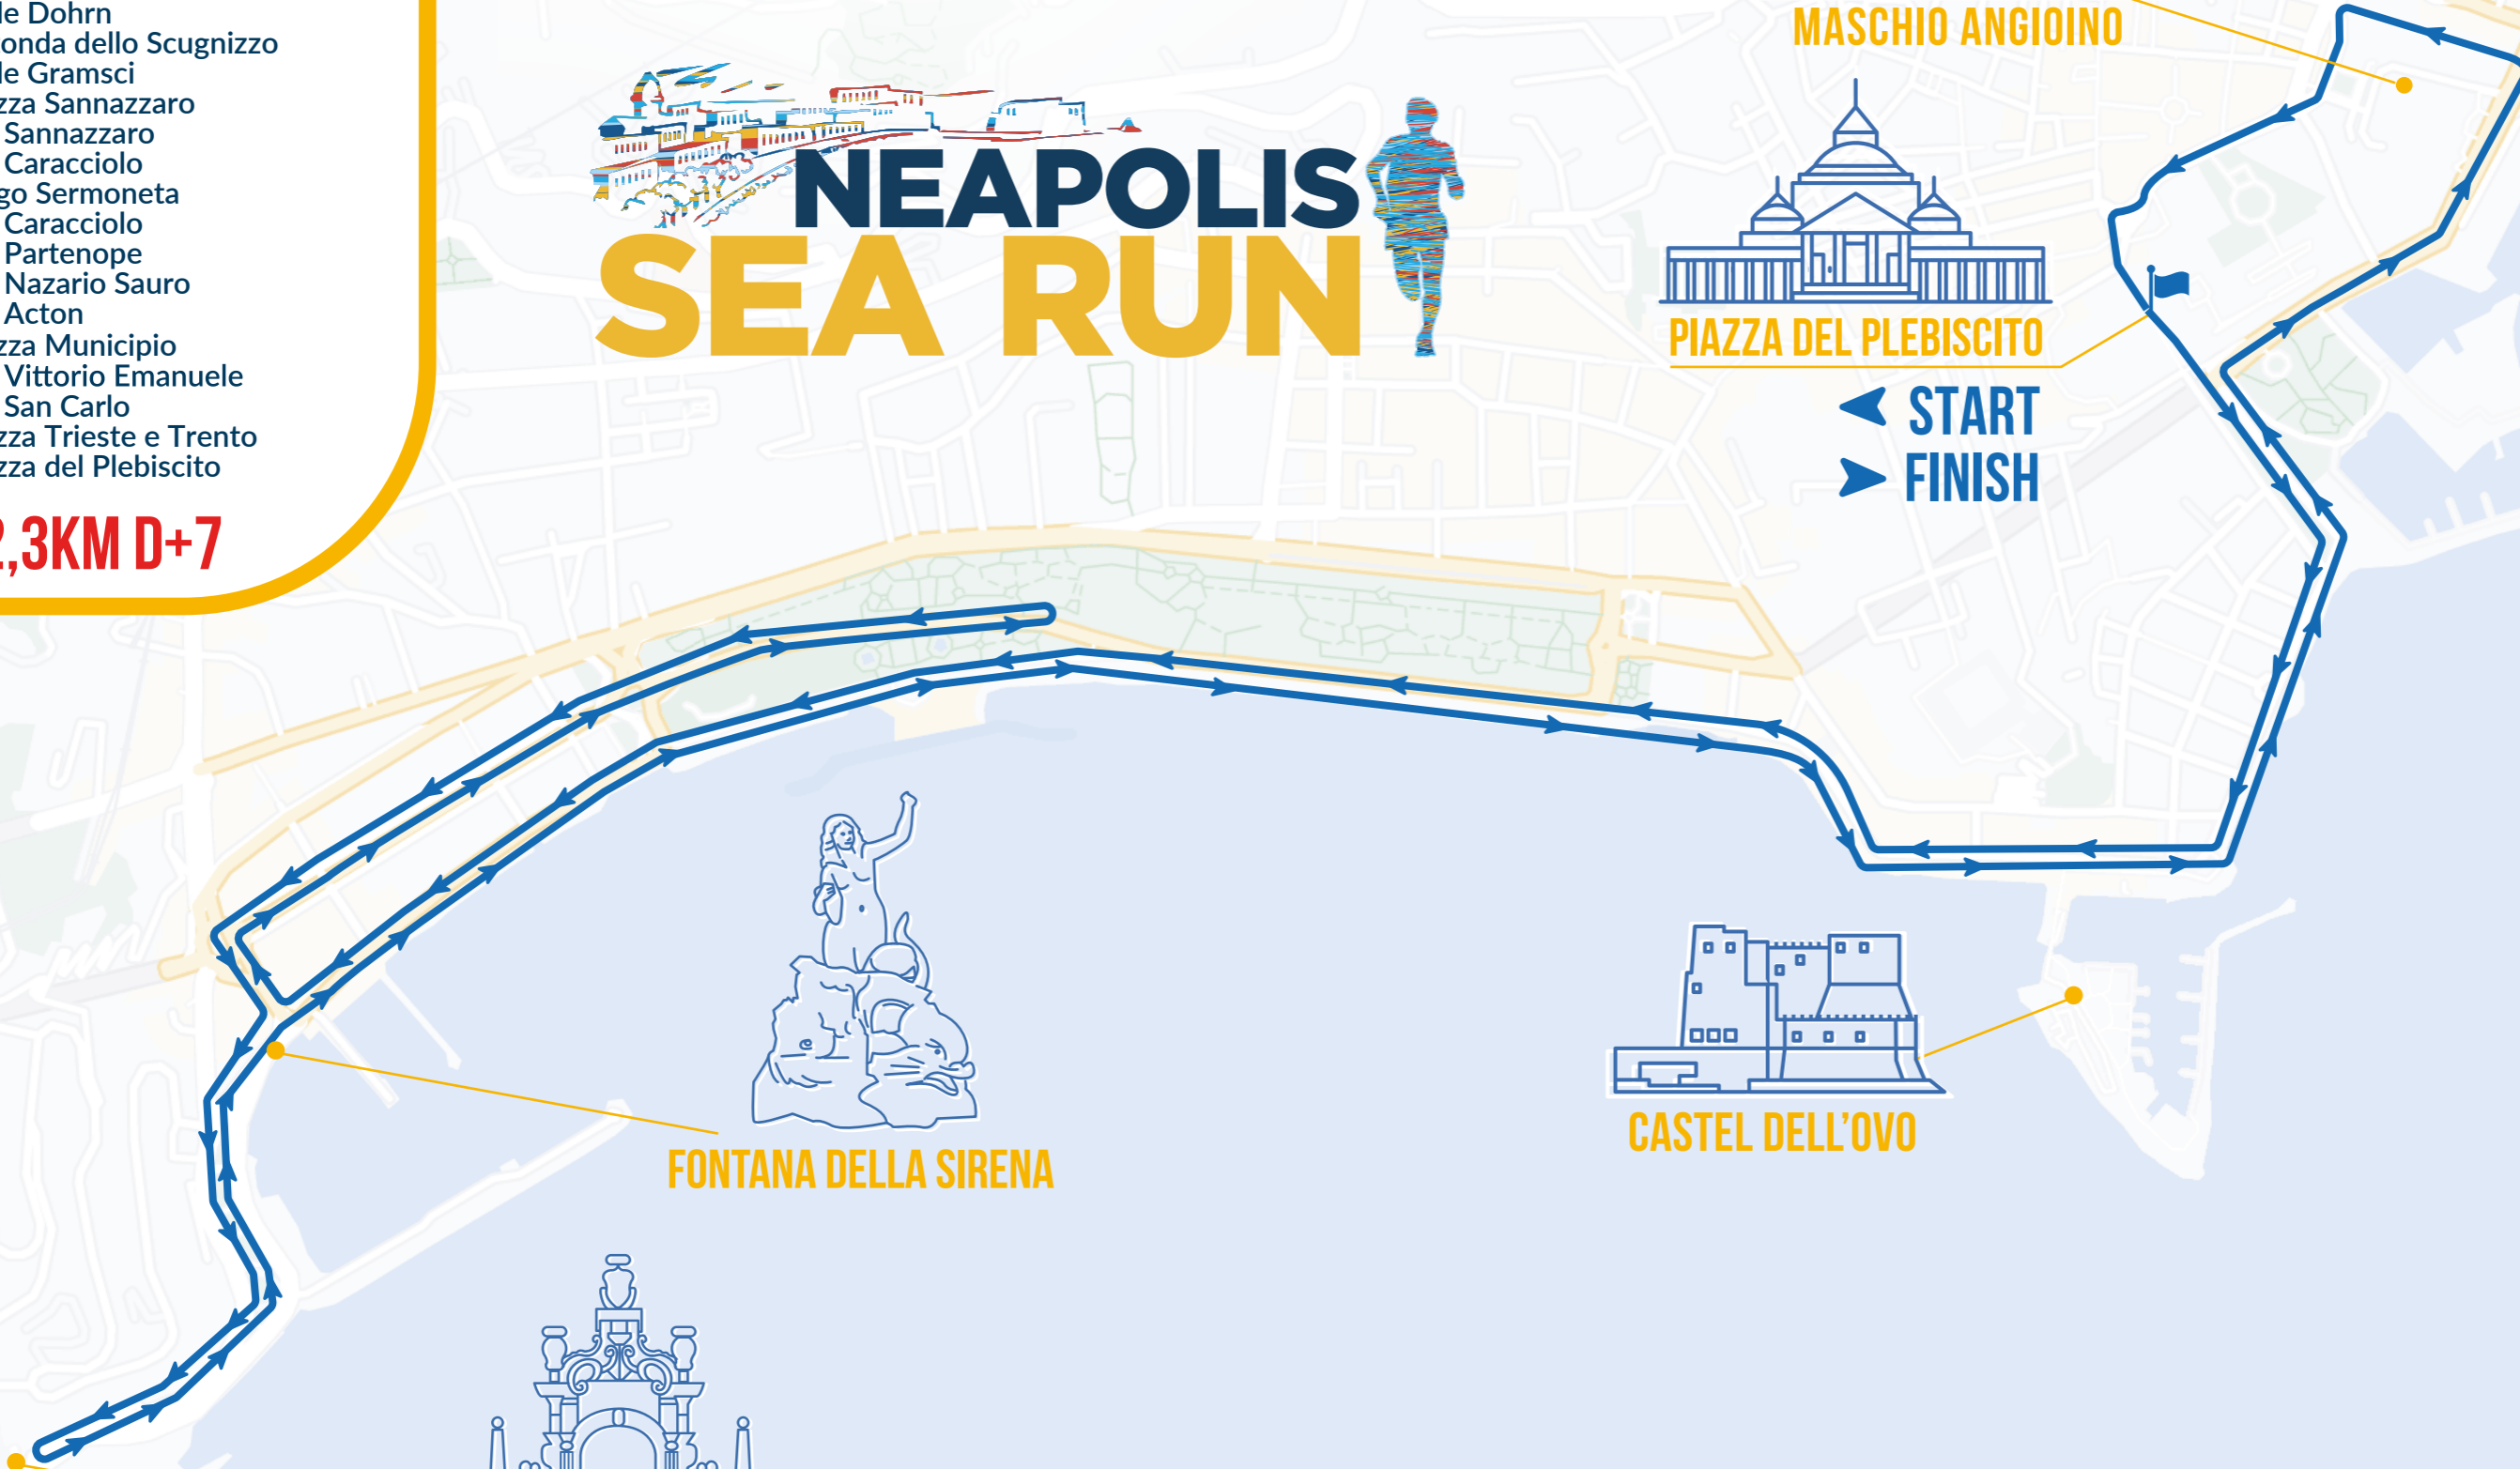 le Dohrn
onda dello Scugnizzo
le Gramsci
zza Sannazzaro
Sannazzaro
Caracciolo
go Sermoneta
Caracciolo
Partenope
Nazario Sauro
Acton
zza Municipio
Vittorio Emanuele
San Carlo
zza Trieste e Trento
zza del Plebiscito
2,3KM D+7
NEAPOLIS
SEA RUN
MASCHIO ANGIOINO
PIAZZA DEL PLEBISCITO
START
FINISH
FONTANA DELLA SIRENA
CASTEL DELL'OVO